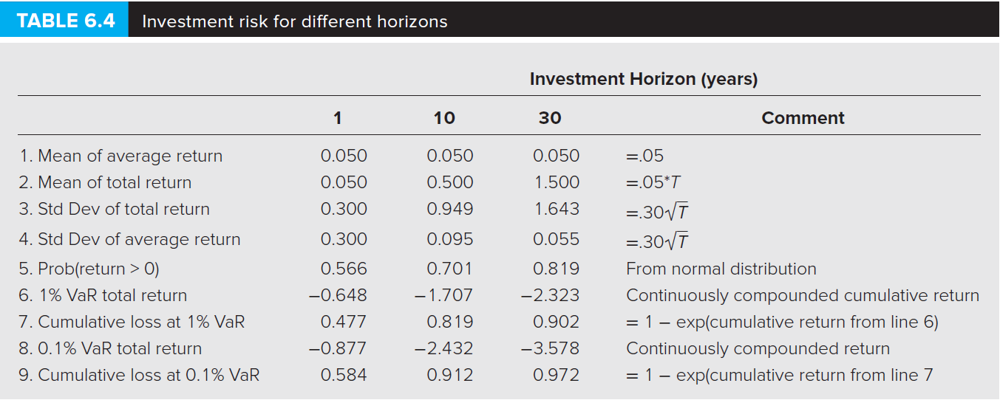 TABLE 6.4 Investment risk for different horizons
Investment Horizon (years)
1 10 30 Comment
1. Mean of average return 0.050 0.050 0.050 =.05
2. Mean of total return 0.050 0.500 1.500 =.05*T
3. Std Dev of total return 0.300 0.949 1.643 =.30√T
4. Std Dev of average return 0.300 0.095 0.055 =.30√T
5. Prob(return > 0) 0.566 0.701 0.819 From normal distribution
6. 1% VaR total return −0.648 −1.707 −2.323 Continuously compounded cumulative return
7. Cumulative loss at 1% VaR 0.477 0.819 0.902 = 1 − exp(cumulative return from line 6)
8. 0.1% VaR total return −0.877 −2.432 −3.578 Continuously compounded return
9. Cumulative loss at 0.1% VaR 0.584 0.912 0.972 = 1 − exp(cumulative return from line 7